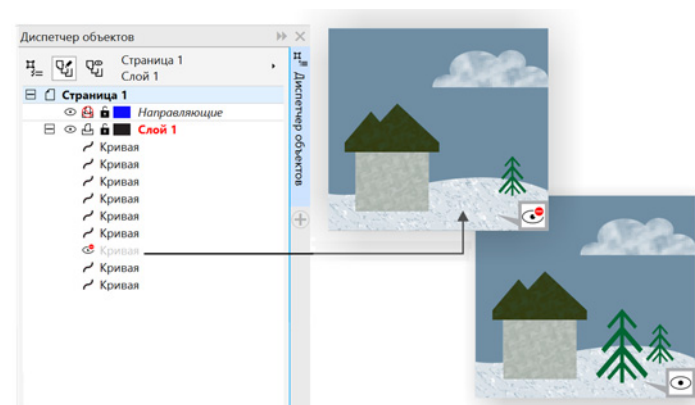 Диспетчер объектов
Страница 1
Слой 1
Страница 1
Направляющие
Слой 1
Кривая
Кривая
Кривая
Кривая
Кривая
Кривая
Кривая
Кривая
Кривая
Диспетчер объектов